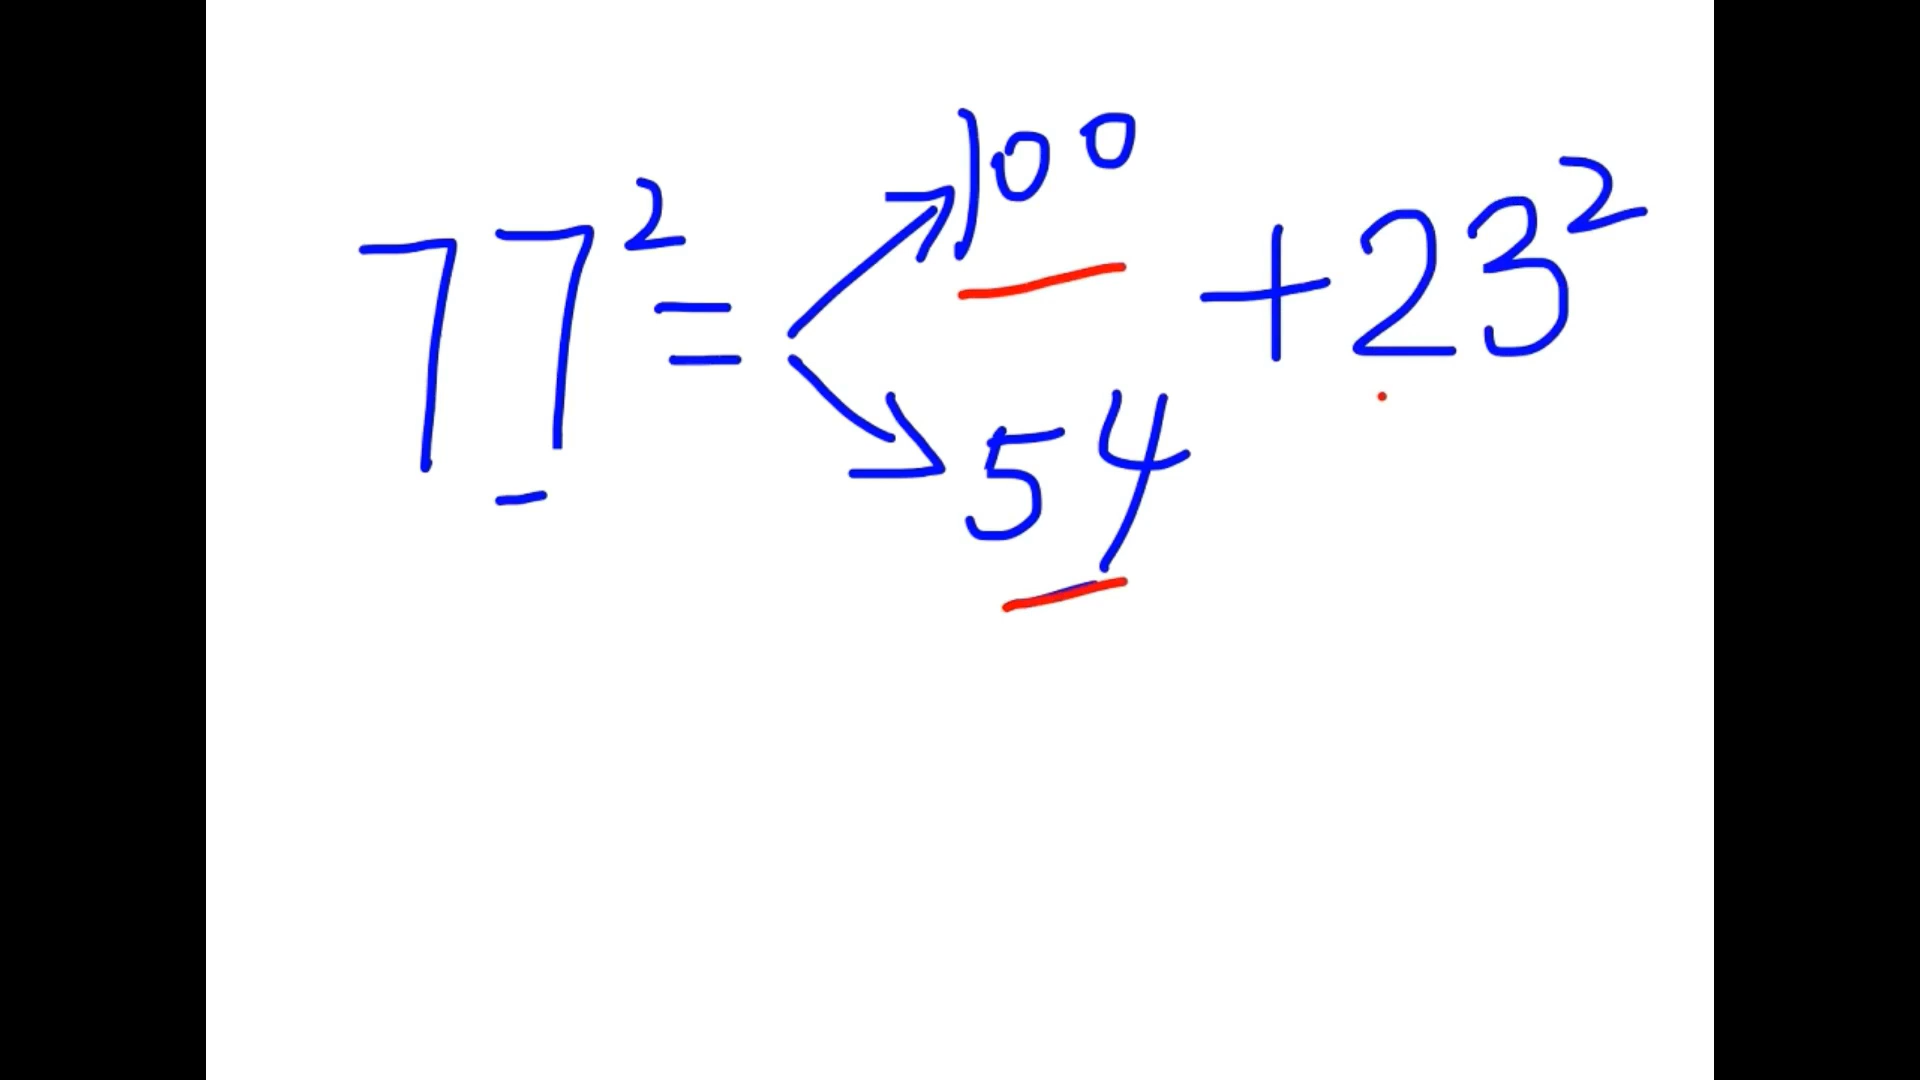 77² = 100 + 23²
54